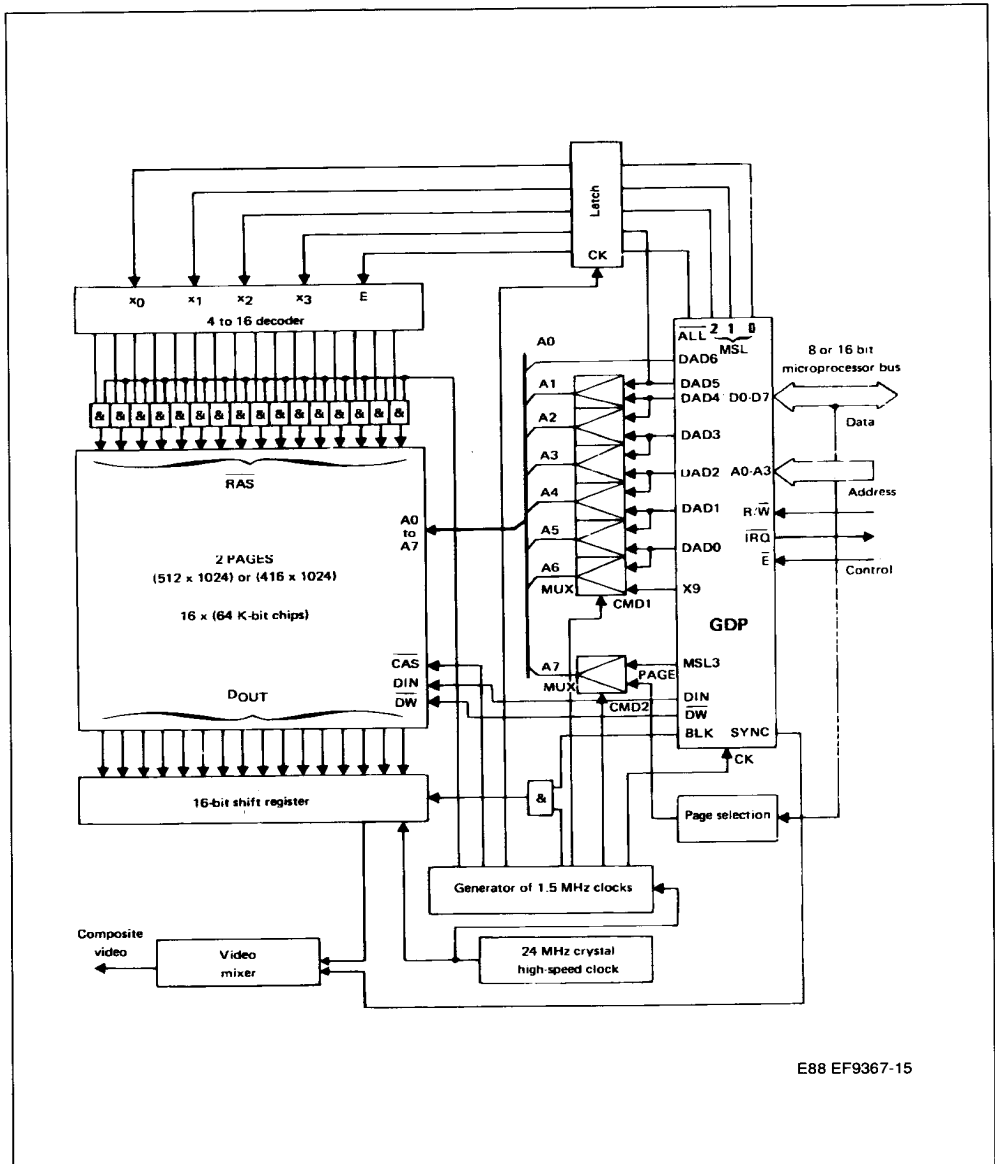 Latch
CK
x0 x1 x2 x3 E
4 to 16 decoder
& & & & & & & & & & & & & & &
RAS
A0
to
A7
2 PAGES
(512 x 1024) or (416 x 1024)
16 x (64 K-bit chips)
CAS
DIN
DW
DOUT
16-bit shift register
&
A0
A1
A2
A3
A4
A5
A6
MUX
CMD1
A7
MUX
PAGE
CMD2
ALL 2 1 0
MSL
DAD6
DAD5
DAD4 D0-D7
DAD3
DAD2 A0-A3
DAD1
R/W
IRQ
DAD0
E
X9
GDP
MSL3
DIN
DW
BLK SYNC
CK
8 or 16 bit
microprocessor bus
Data
Address
Control
Page selection
Generator of 1.5 MHz clocks
24 MHz crystal
high-speed clock
Composite
video
Video
mixer
E88 EF9367-15